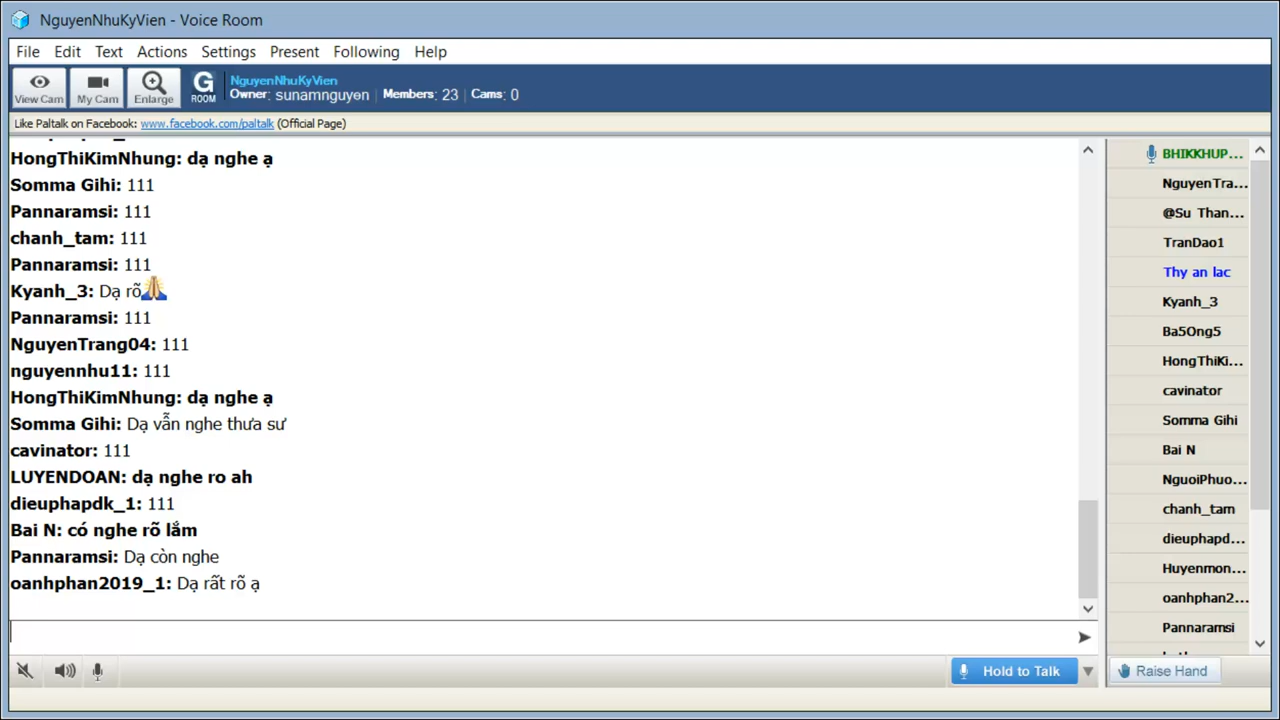 NguyenNhuKyVien - Voice Room
File Edit Text Actions Settings Present Following Help
View Cam My Cam Enlarge G ROOM
NguyenNhuKyVien
Owner: sunamnguyen Members: 23 Cams: 0
Like Paltalk on Facebook: www.facebook.com/paltalk (Official Page)
HongThiKimNhung: dạ nghe ạ
Somma Gihi: 111
Pannaramsi: 111
chanh_tam: 111
Pannaramsi: 111
Kyanh_3: Dạ rõ🙏
Pannaramsi: 111
NguyenTrang04: 111
nguyennhu11: 111
HongThiKimNhung: dạ nghe ạ
Somma Gihi: Dạ vẫn nghe thưa sư
cavinator: 111
LUYENDOAN: dạ nghe ro ah
dieuphapdk_1: 111
Bai N: có nghe rõ lắm
Pannaramsi: Dạ còn nghe
oanhphan2019_1: Dạ rất rõ ạ
BHIKKHUP...
NguyenTra...
@Su Than...
TranDao1
Thy an lac
Kyanh_3
Ba5Ong5
HongThiKi...
cavinator
Somma Gihi
Bai N
NguoiPhuo...
chanh_tam
dieuphapd...
Huyenmon...
oanhphan2...
Pannaramsi
Hold to Talk
Raise Hand